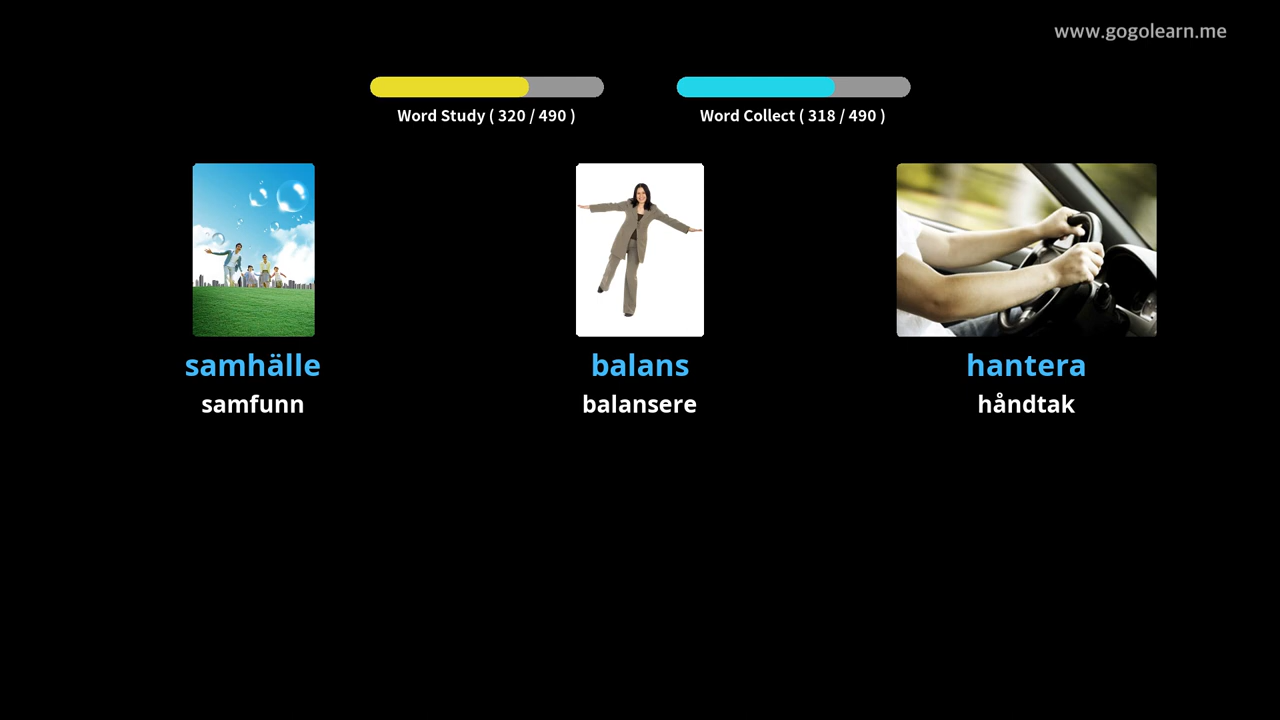 www.gogolearn.me
Word Study ( 320 / 490 )
Word Collect ( 318 / 490 )
samhälle
samfunn
balans
balansere
hantera
håndtak